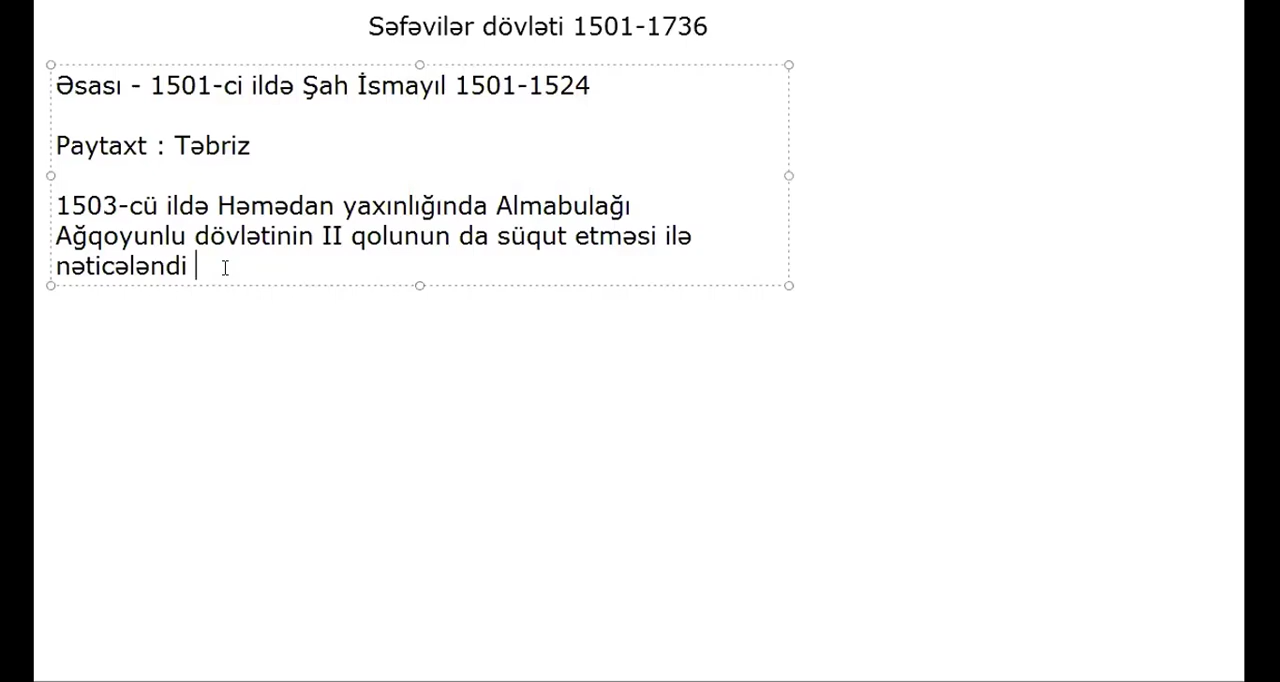 Səfəvilər dövləti 1501-1736
Əsası - 1501-ci ildə Şah İsmayıl 1501-1524
Paytaxt : Təbriz
1503-cü ildə Həmədan yaxınlığında Almabulağı
Ağqoyunlu dövlətinin II qolunun da süqut etməsi ilə
nəticələndi